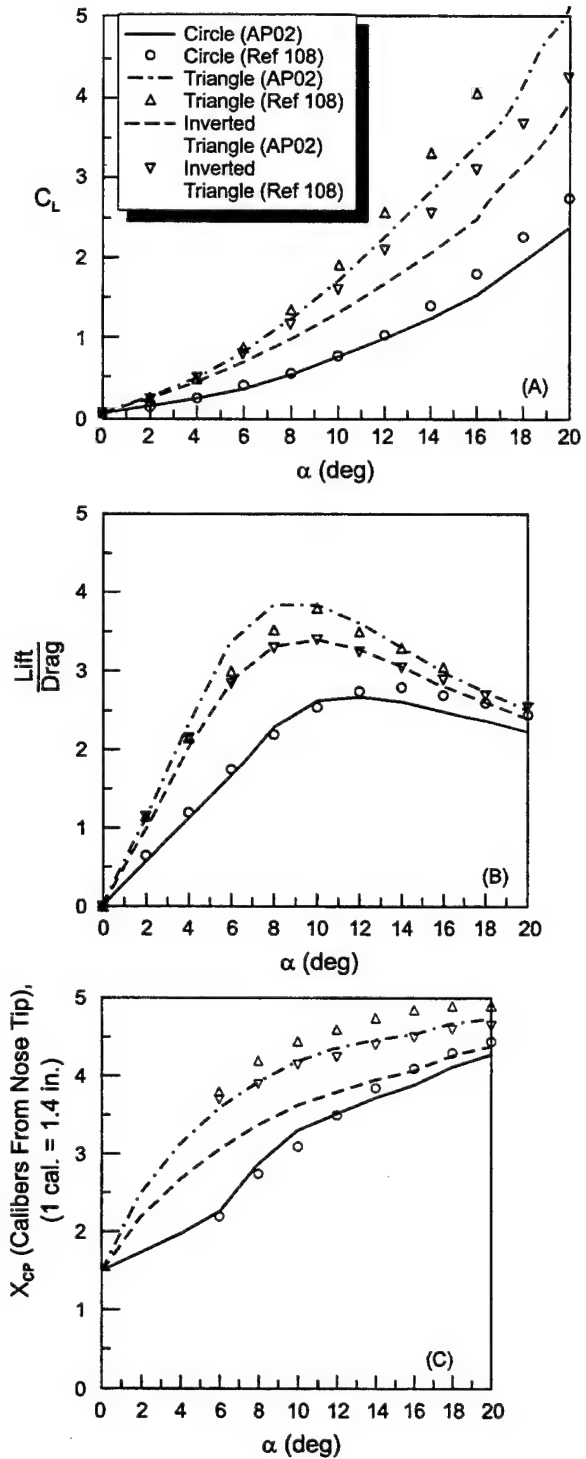 5
4
3
2
1
0
C_L
Circle (AP02)
Circle (Ref 108)
Triangle (AP02)
Triangle (Ref 108)
Inverted
Triangle (AP02)
Inverted
Triangle (Ref 108)
(A)
0 2 4 6 8 10 12 14 16 18 20
α (deg)
5
4
3
2
1
0
Lift
Drag
(B)
0 2 4 6 8 10 12 14 16 18 20
α (deg)
5
4
3
2
1
0
X_CP (Calibers From Nose Tip),
(1 cal. = 1.4 in.)
(C)
0 2 4 6 8 10 12 14 16 18 20
α (deg)